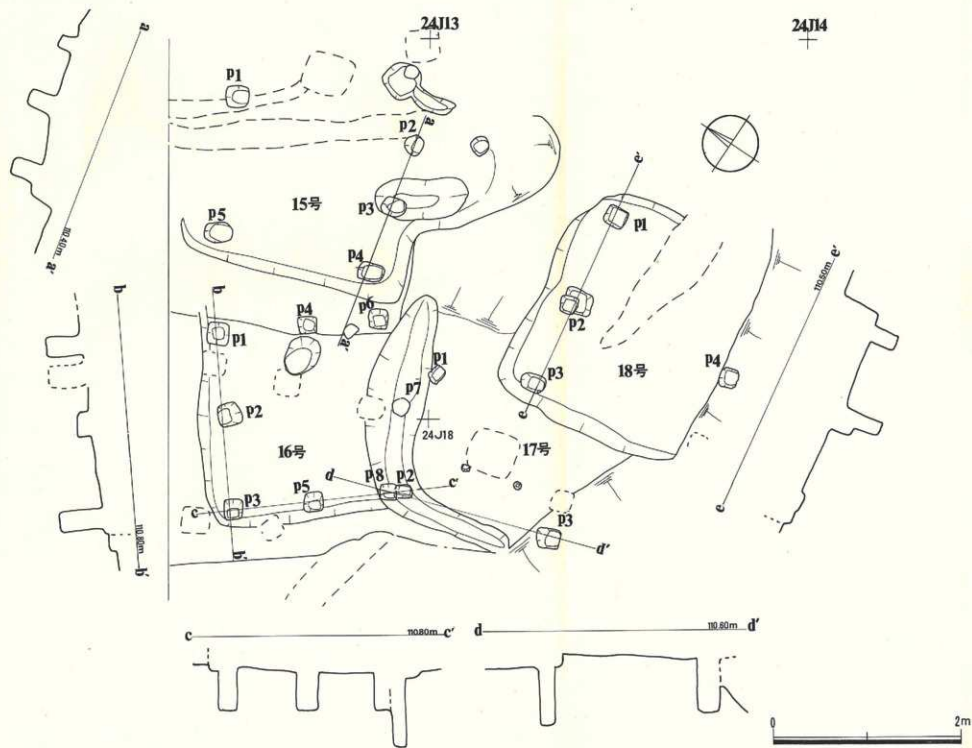 24J13
24J14
a
a'
110.40m
p1
p2
a
p3
15号
p5
p4
a'
e'
p1
p2
p3
18号
p4
e
e'
110.50m
e
b
b'
110.80m
b
p1
p4
p6
p2
16号
p3
p5
c
b'
p1
p7
24J18
17号
d
p8
p2
c'
p3
d'
c
110.80m
c'
d
110.60m
d'
0
2m